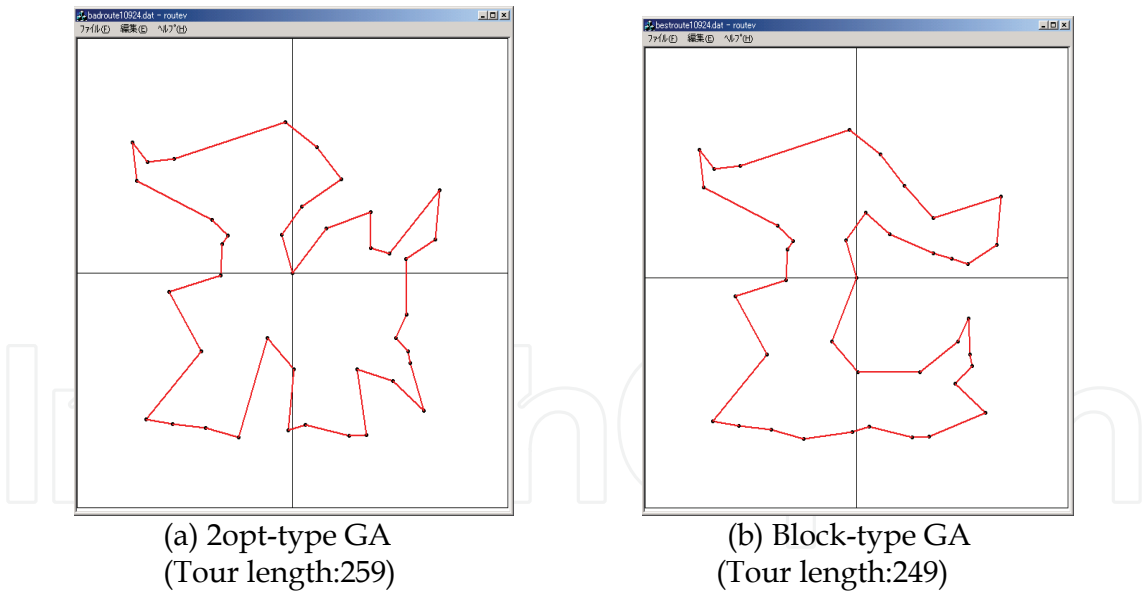 badroute10924.dat - routev
ファイル(F) 編集(E) ヘルプ(H)
bestroute10924.dat - routev
ファイル(F) 編集(E) ヘルプ(H)
(a) 2opt-type GA
(Tour length:259)
(b) Block-type GA
(Tour length:249)